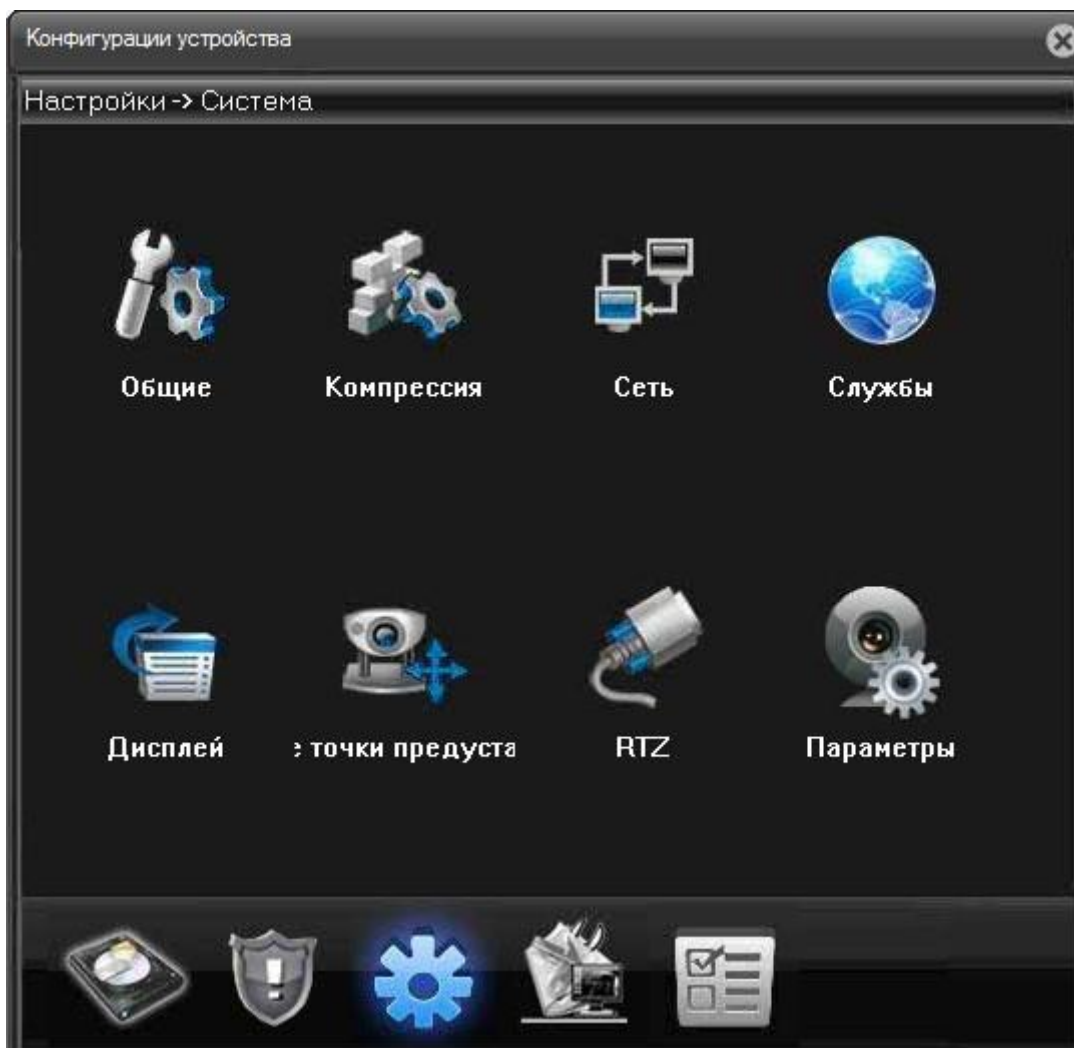 Конфигурации устройства
Настройки -> Система
Общие Компрессия Сеть Службы
Дисплей е точки предуста RTZ Параметры